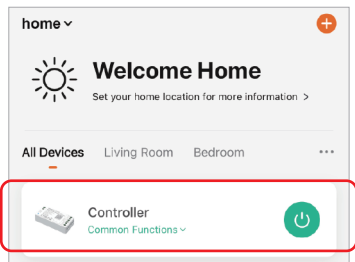 home
Welcome Home
Set your home location for more information >
All Devices Living Room Bedroom ...
Controller
Common Functions